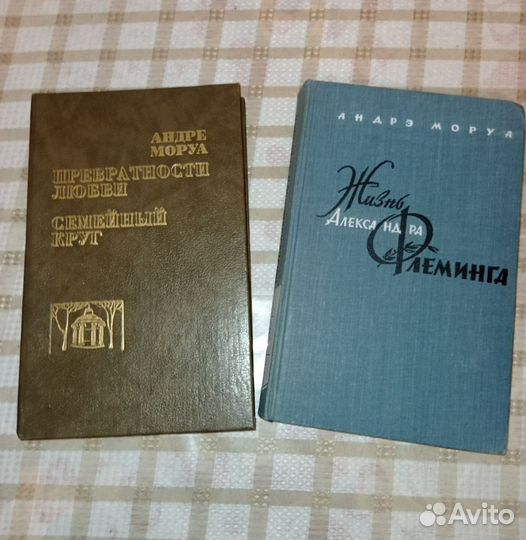 АНДРЕ
МОРУА
ПРЕВРАТНОСТИ
ЛЮБВИ
СЕМЕЙНЫЙ
КРУГ
АНДРЭ МОРУА
Жизнь
АЛЕКСАНДРА
ФЛЕМИНГА
Avito